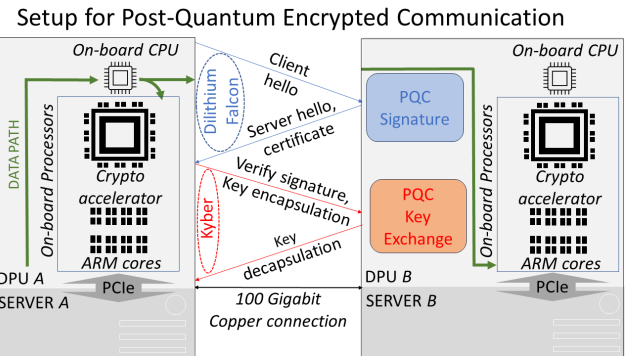 Setup for Post-Quantum Encrypted Communication
On-board CPU
DATA PATH
On-board Processors
Crypto
accelerator
ARM cores
DPU A
PCIe
SERVER A
Dilithium
Falcon
Client
hello
Server hello,
certificate
Verify signature,
Key encapsulation
Kyber
Key
decapsulation
100 Gigabit
Copper connection
On-board CPU
PQC
Signature
PQC
Key
Exchange
On-board Processors
Crypto
accelerator
ARM cores
DPU B
PCIe
SERVER B